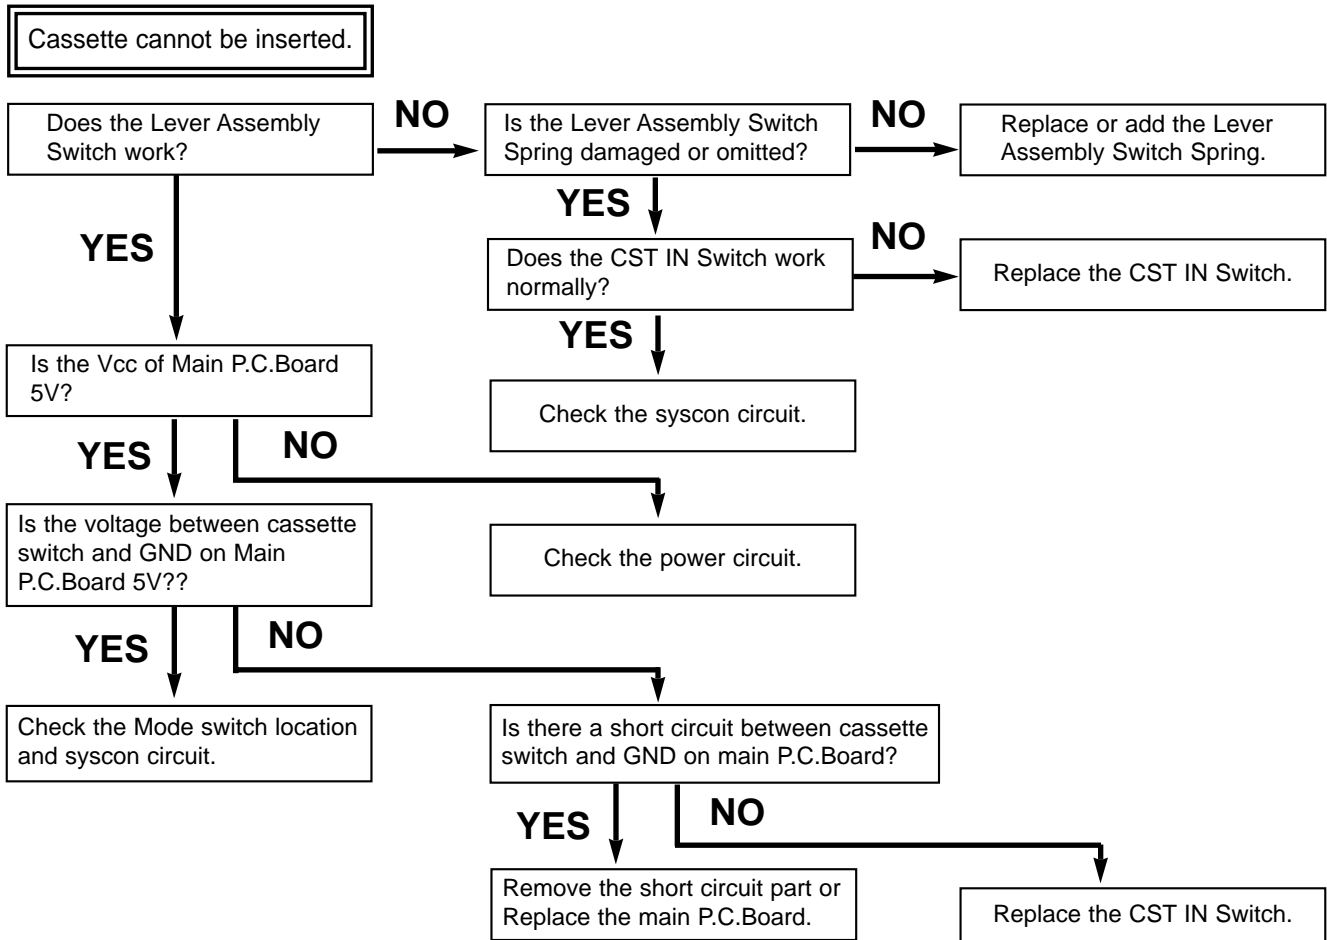 Cassette cannot be inserted.
Does the Lever Assembly
Switch work?
NO
Is the Lever Assembly Switch
Spring damaged or omitted?
NO
Replace or add the Lever
Assembly Switch Spring.
YES
YES
Does the CST IN Switch work
normally?
NO
Replace the CST IN Switch.
YES
Is the Vcc of Main P.C.Board
5V?
Check the syscon circuit.
YES
NO
Is the voltage between cassette
switch and GND on Main
P.C.Board 5V??
Check the power circuit.
YES
NO
Check the Mode switch location
and syscon circuit.
Is there a short circuit between cassette
switch and GND on main P.C.Board?
YES
NO
Remove the short circuit part or
Replace the main P.C.Board.
Replace the CST IN Switch.